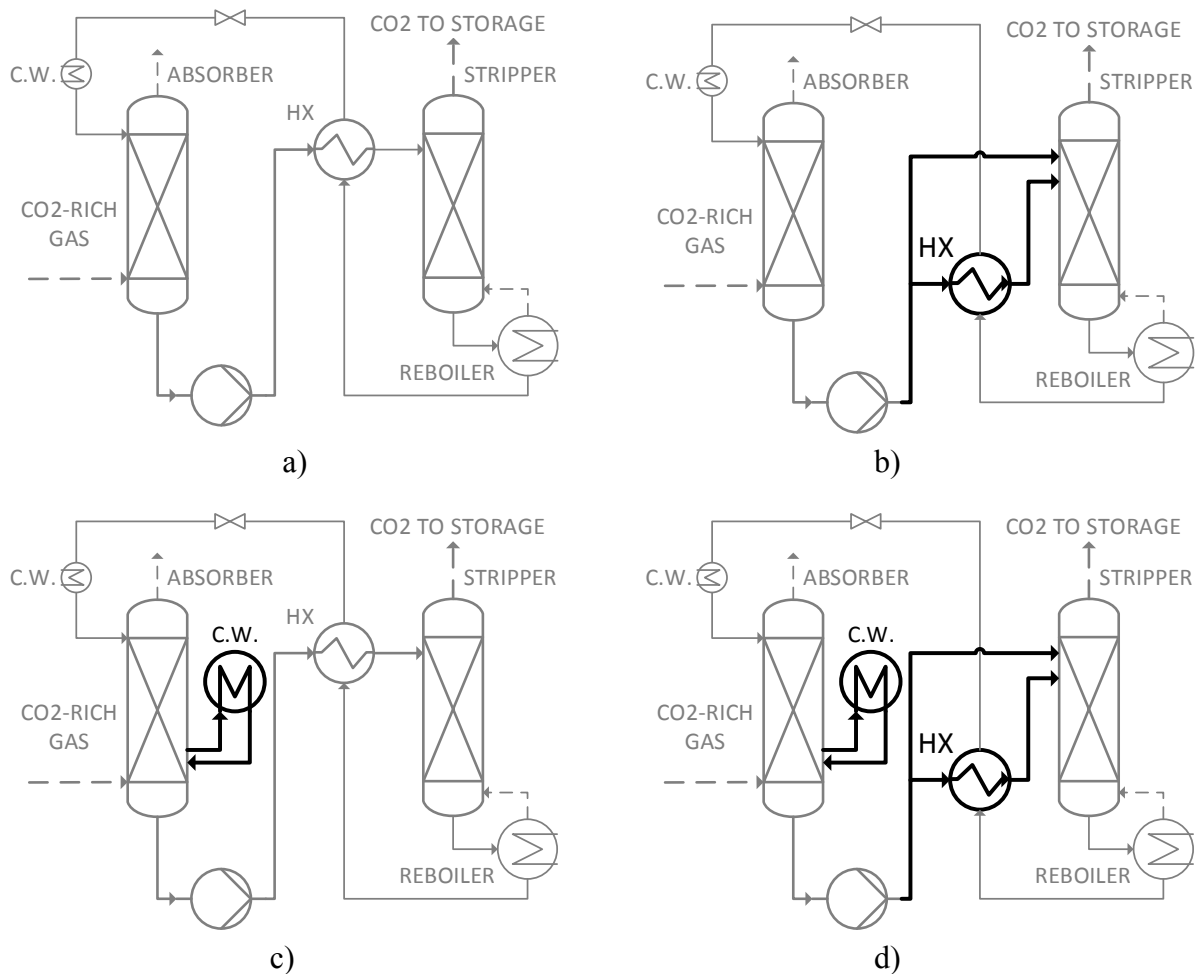 CO2 TO STORAGE
C.W.
ABSORBER
STRIPPER
HX
CO2-RICH
GAS
REBOILER
a)
CO2 TO STORAGE
C.W.
ABSORBER
STRIPPER
CO2-RICH
GAS
HX
REBOILER
b)
CO2 TO STORAGE
C.W.
ABSORBER
STRIPPER
HX
C.W.
CO2-RICH
GAS
REBOILER
c)
CO2 TO STORAGE
C.W.
ABSORBER
STRIPPER
C.W.
CO2-RICH
GAS
HX
REBOILER
d)